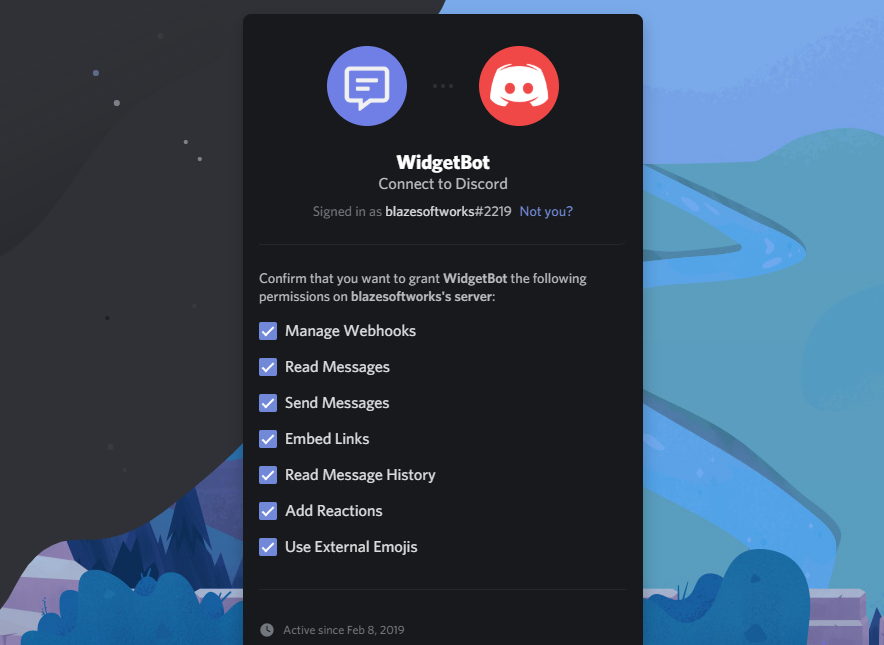 WidgetBot
Connect to Discord
Signed in as blazesoftworks#2219 Not you?
Confirm that you want to grant WidgetBot the following
permissions on blazesoftworks's server:
Manage Webhooks
Read Messages
Send Messages
Embed Links
Read Message History
Add Reactions
Use External Emojis
Active since Feb 8, 2019